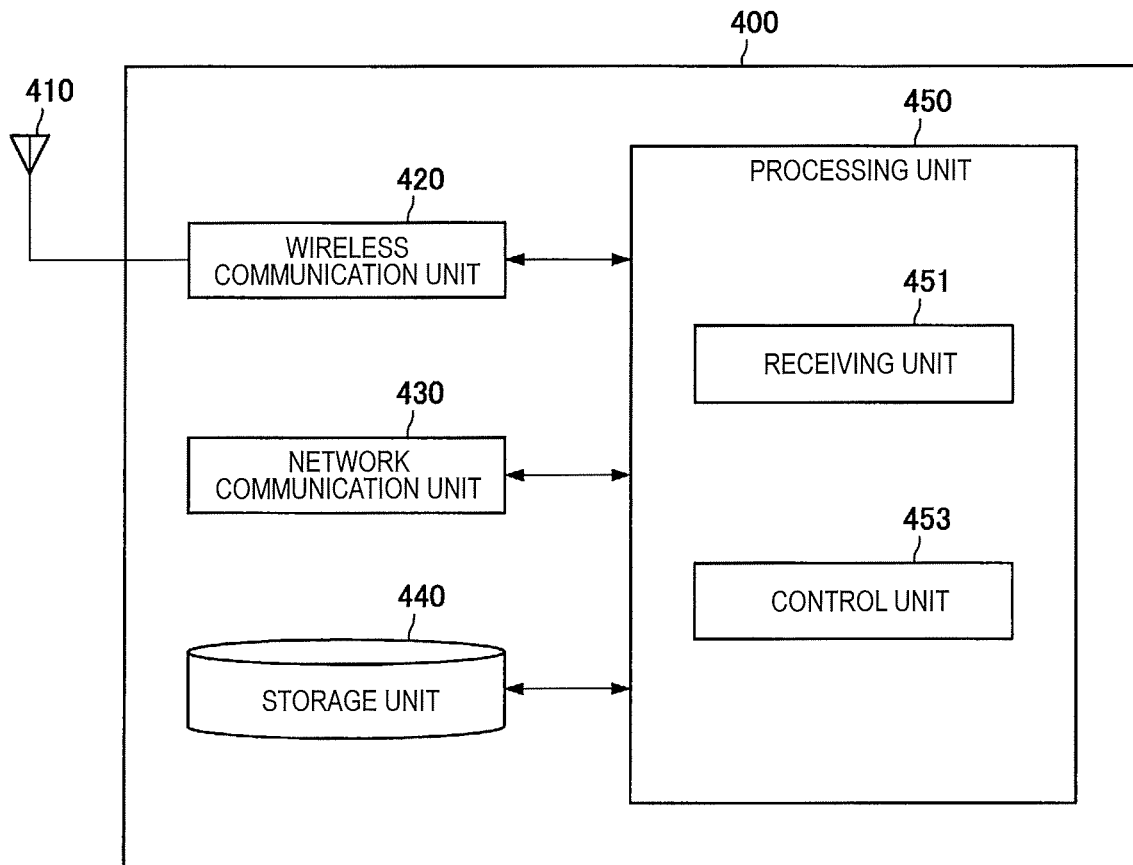 400
410
450
PROCESSING UNIT
420
WIRELESS
COMMUNICATION UNIT
451
RECEIVING UNIT
430
NETWORK
COMMUNICATION UNIT
453
CONTROL UNIT
440
STORAGE UNIT